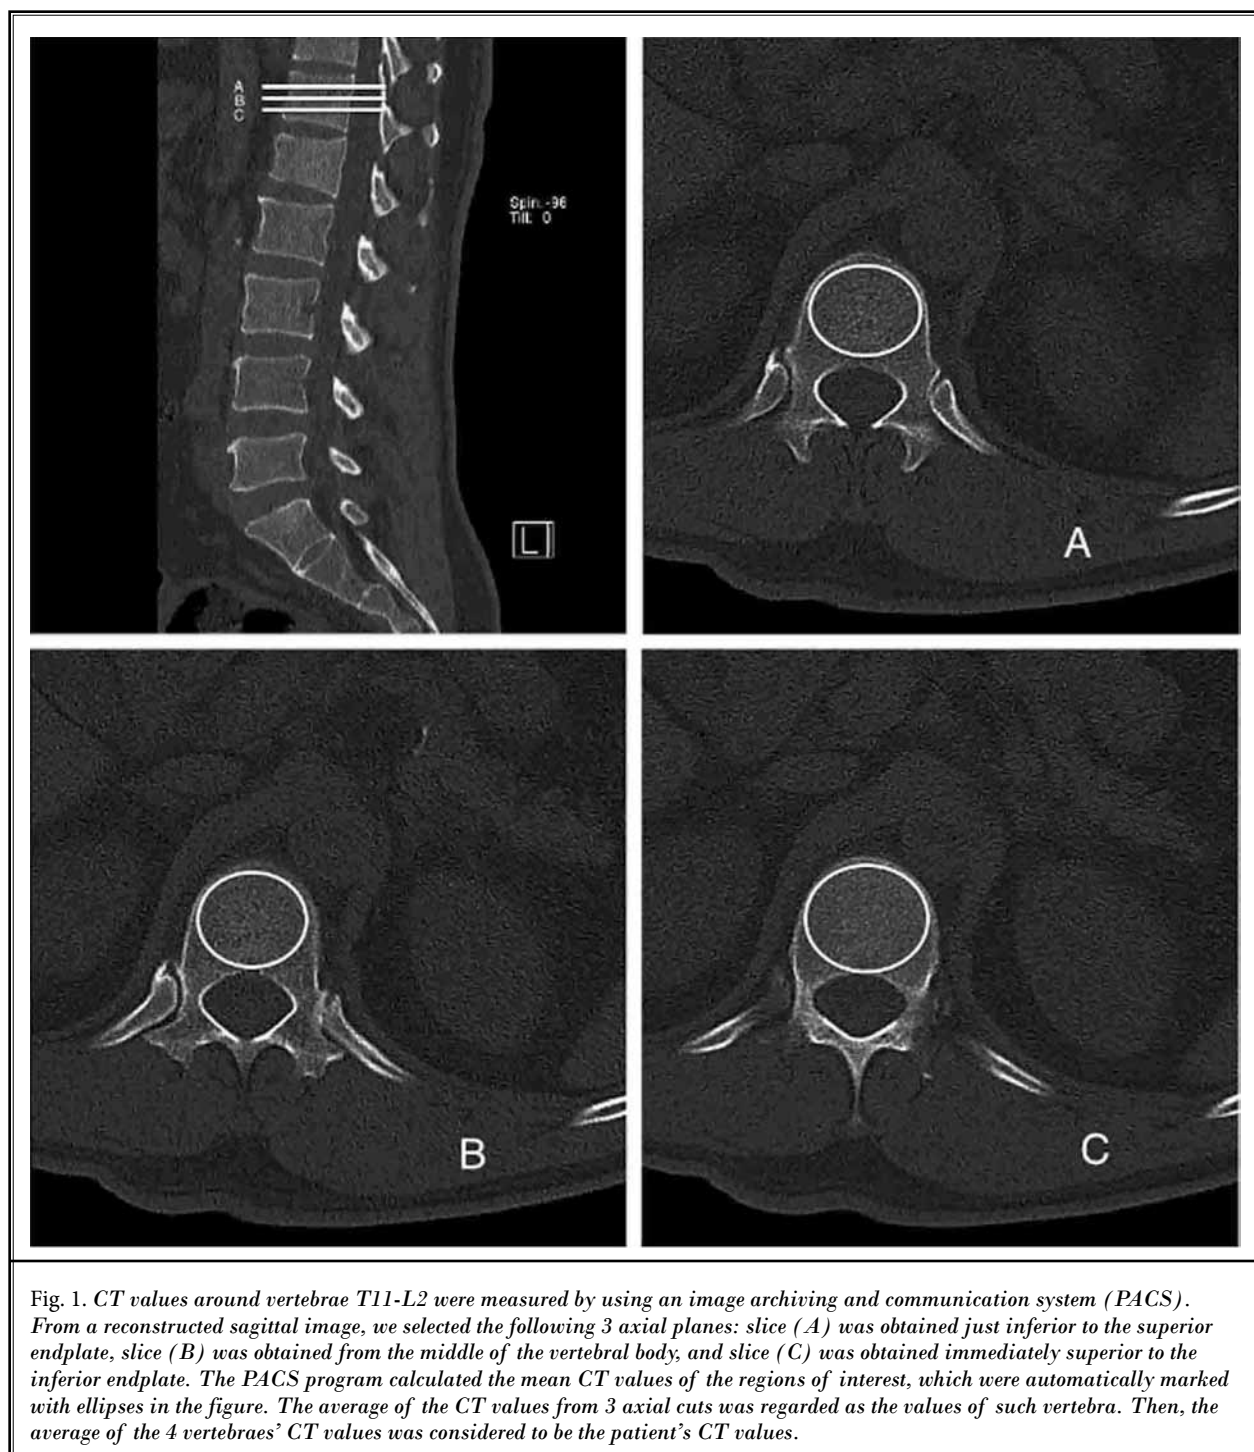 A
B
C
Spin: -96
Tilt: 0
L
A
B
C
Fig. 1. CT values around vertebrae T11-L2 were measured by using an image archiving and communication system (PACS).
From a reconstructed sagittal image, we selected the following 3 axial planes: slice (A) was obtained just inferior to the superior
endplate, slice (B) was obtained from the middle of the vertebral body, and slice (C) was obtained immediately superior to the
inferior endplate. The PACS program calculated the mean CT values of the regions of interest, which were automatically marked
with ellipses in the figure. The average of the CT values from 3 axial cuts was regarded as the values of such vertebra. Then, the
average of the 4 vertebraes' CT values was considered to be the patient's CT values.